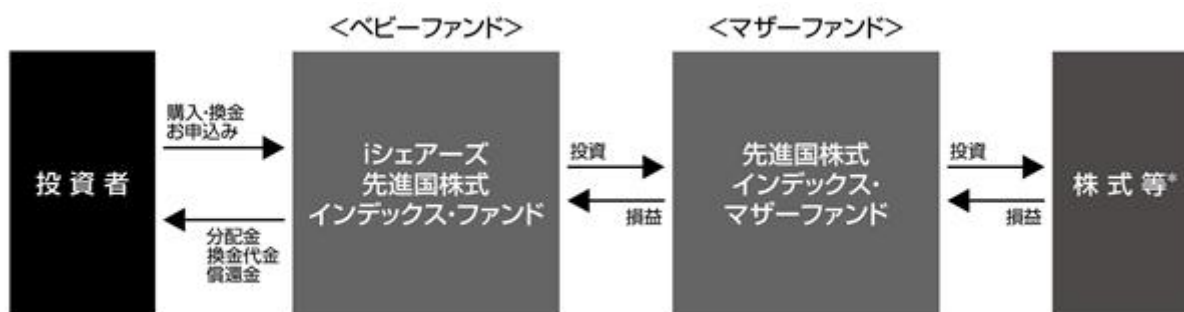 <ベビーファンド>
<マザーファンド>
投資者
購入・換金
お申込み
分配金
換金代金
償還金
iシェアーズ
先進国株式
インデックス・ファンド
投資
損益
先進国株式
インデックス・
マザーファンド
投資
損益
株式等*